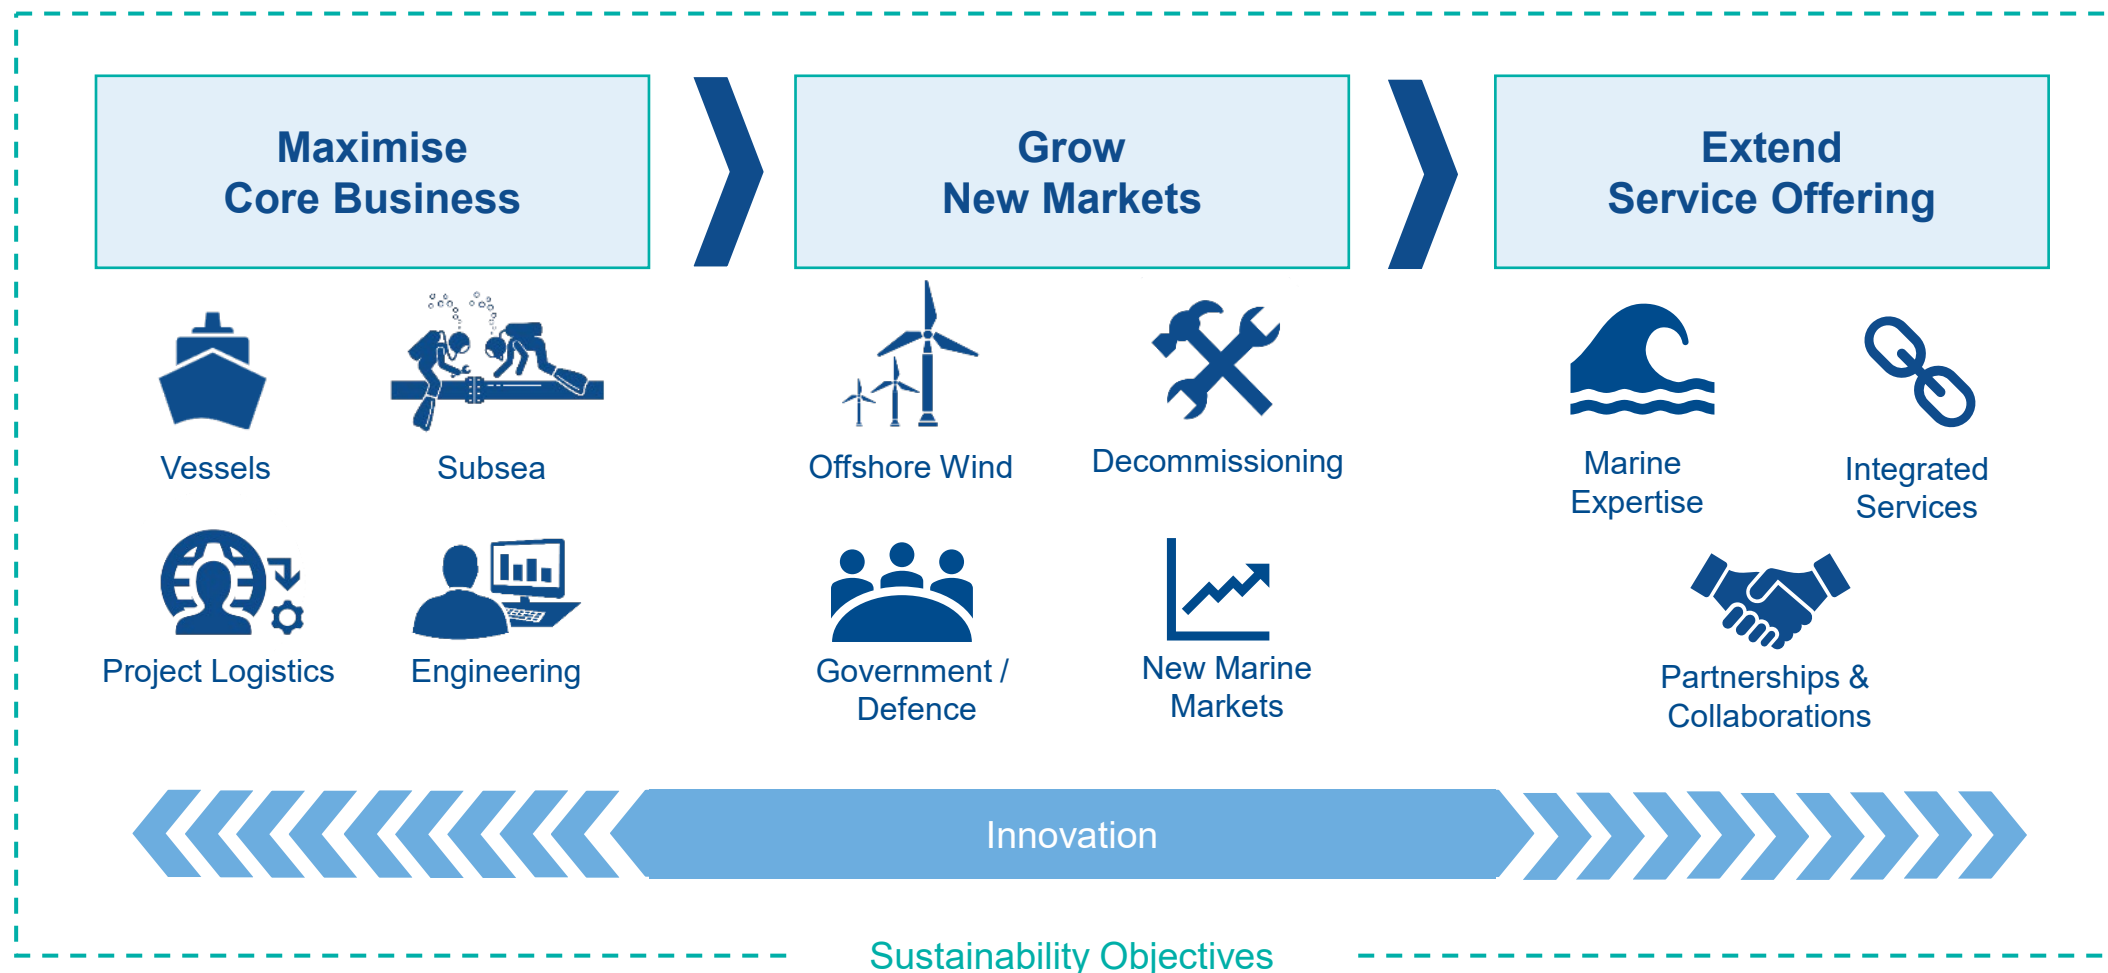 Maximise
Core Business
Grow
New Markets
Extend
Service Offering
Vessels
Subsea
Project Logistics
Engineering
Offshore Wind
Decommissioning
Government /
Defence
New Marine
Markets
Marine
Expertise
Integrated
Services
Partnerships &
Collaborations
Innovation
Sustainability Objectives